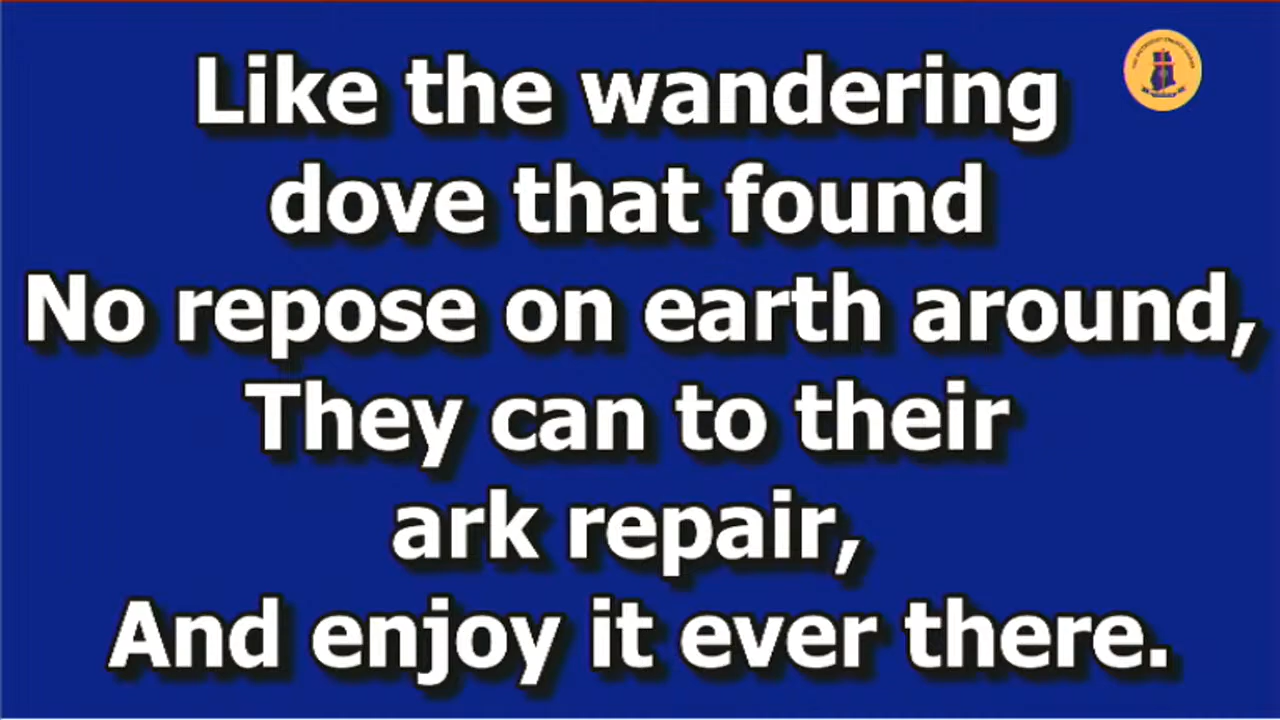 Like the wandering
dove that found
No repose on earth around,
They can to their
ark repair,
And enjoy it ever there.